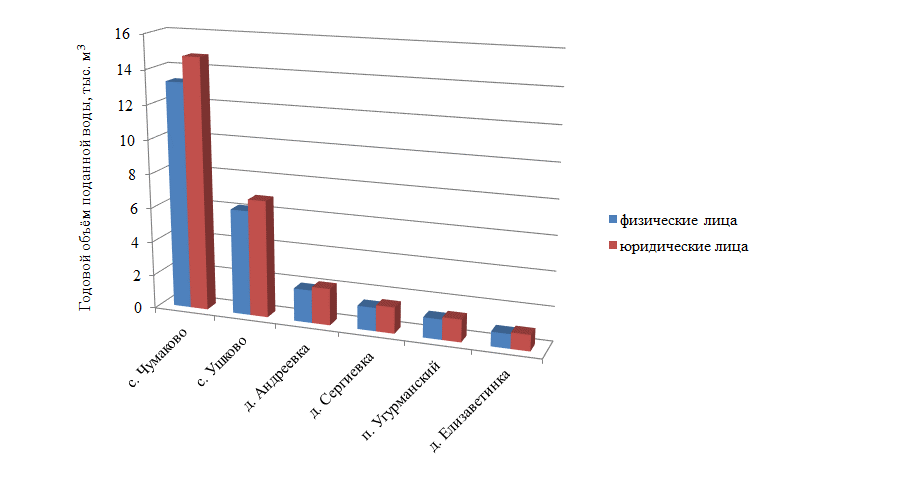 Годовой объём поданной воды, тыс. м³
16
14
12
10
8
6
4
2
0
с. Чумаково
с. Ушково
д. Андреевка
д. Сергиевка
п. Угурманский
д. Елизаветинка
физические лица
юридические лица